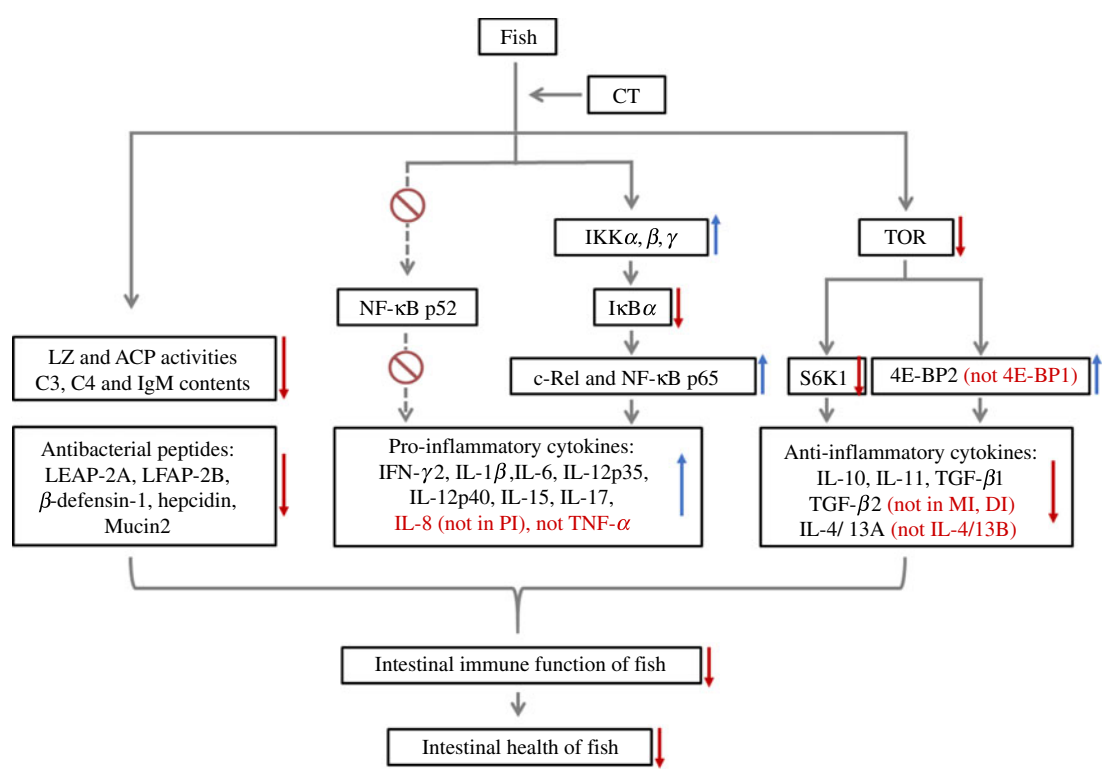 Fish
CT
IKKα, β, γ
TOR
NF-κB p52
IκBα
LZ and ACP activities
C3, C4 and IgM contents
c-Rel and NF-κB p65
S6K1
4E-BP2 (not 4E-BP1)
Antibacterial peptides:
LEAP-2A, LFAP-2B,
β-defensin-1, hepcidin,
Mucin2
Pro-inflammatory cytokines:
IFN-γ2, IL-1β,IL-6, IL-12p35,
IL-12p40, IL-15, IL-17,
IL-8 (not in PI), not TNF-α
Anti-inflammatory cytokines:
IL-10, IL-11, TGF-β1
TGF-β2 (not in MI, DI)
IL-4/ 13A (not IL-4/13B)
Intestinal immune function of fish
Intestinal health of fish